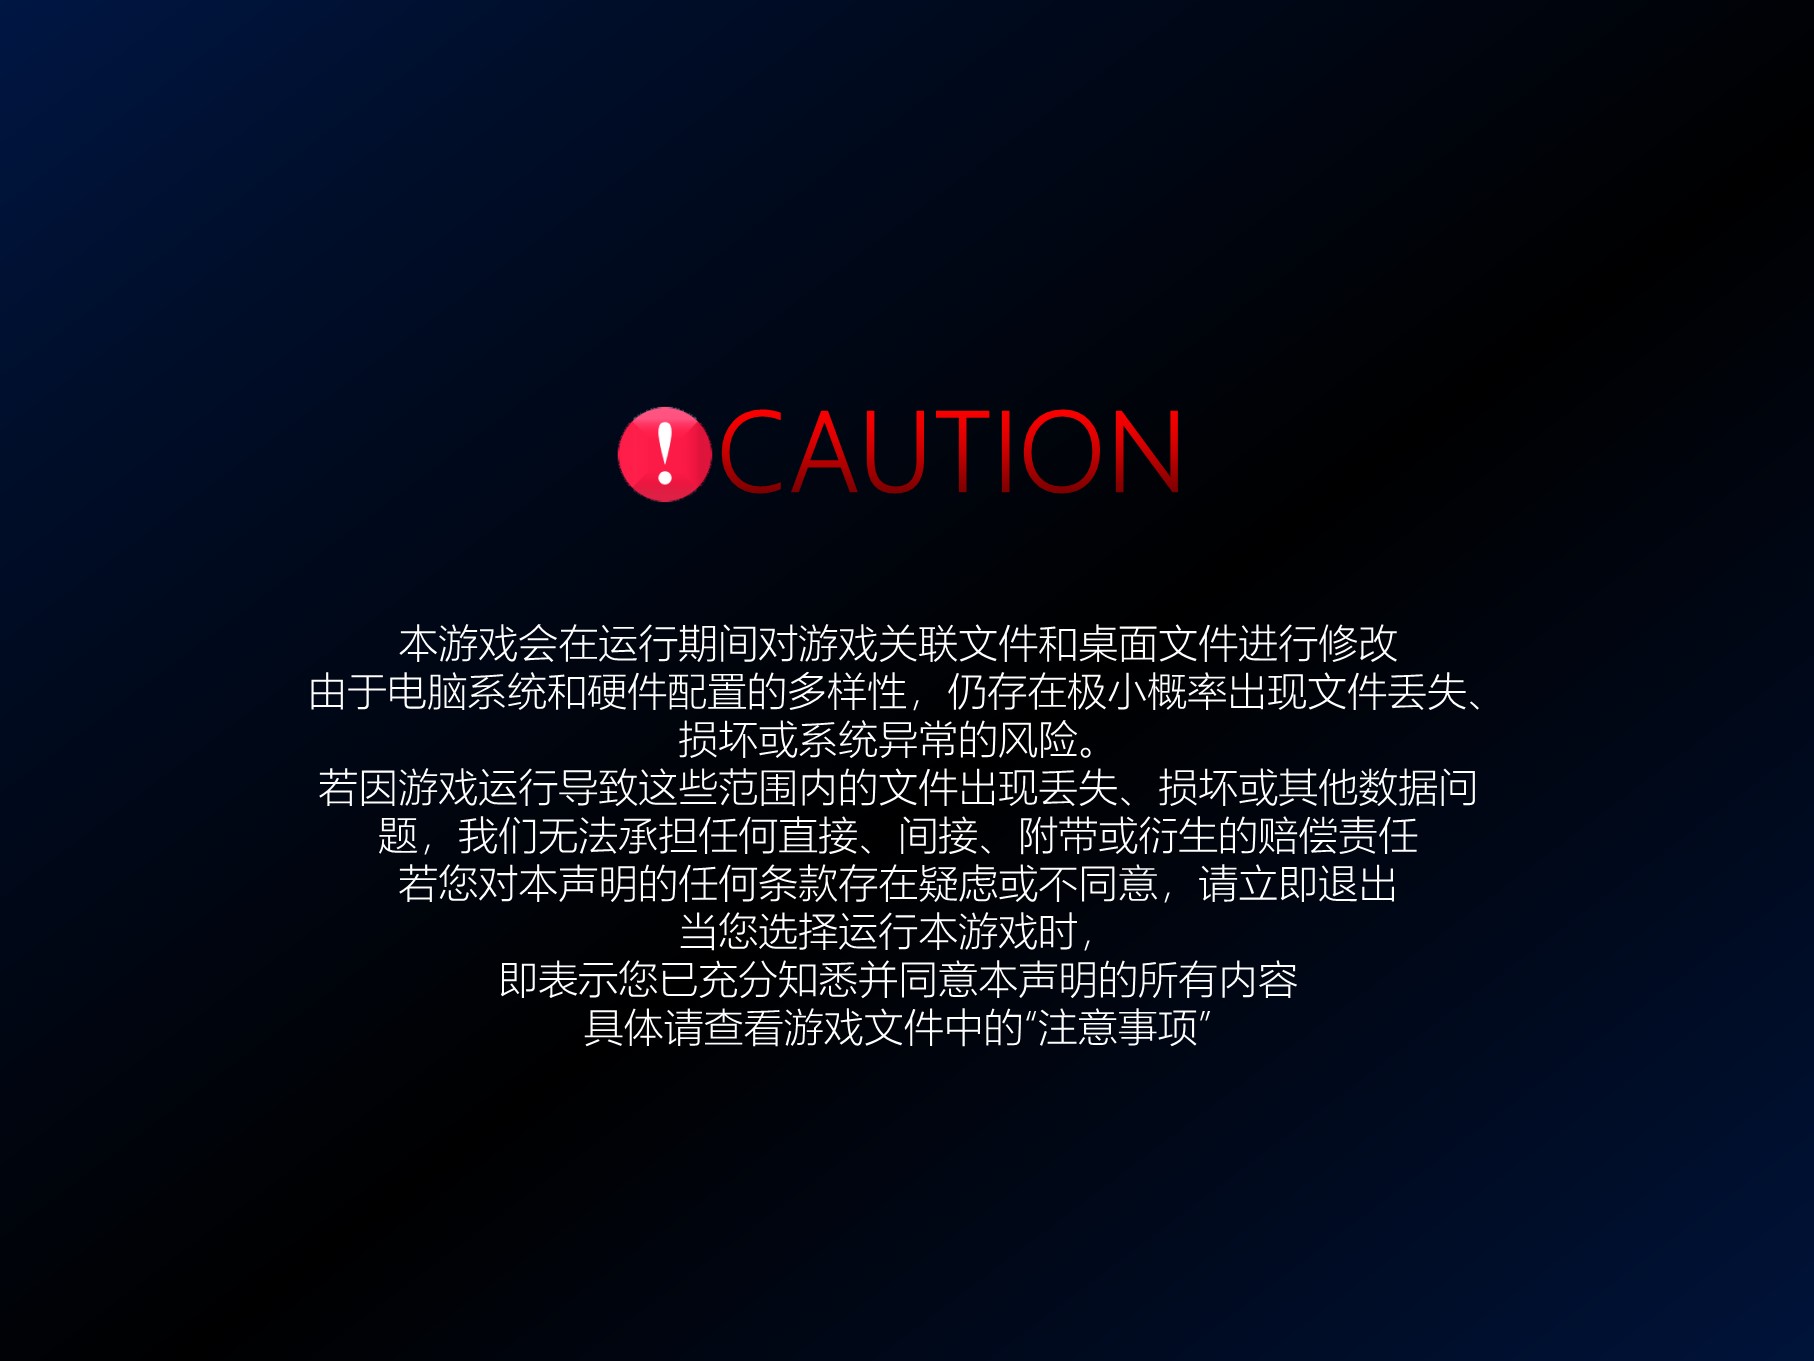 CAUTION
本游戏会在运行期间对游戏关联文件和桌面文件进行修改
由于电脑系统和硬件配置的多样性，仍存在极小概率出现文件丢失、
损坏或系统异常的风险。
若因游戏运行导致这些范围内的文件出现丢失、损坏或其他数据问
题，我们无法承担任何直接、间接、附带或衍生的赔偿责任
若您对本声明的任何条款存在疑虑或不同意，请立即退出
当您选择运行本游戏时，
即表示您已充分知悉并同意本声明的所有内容
具体请查看游戏文件中的“注意事项”